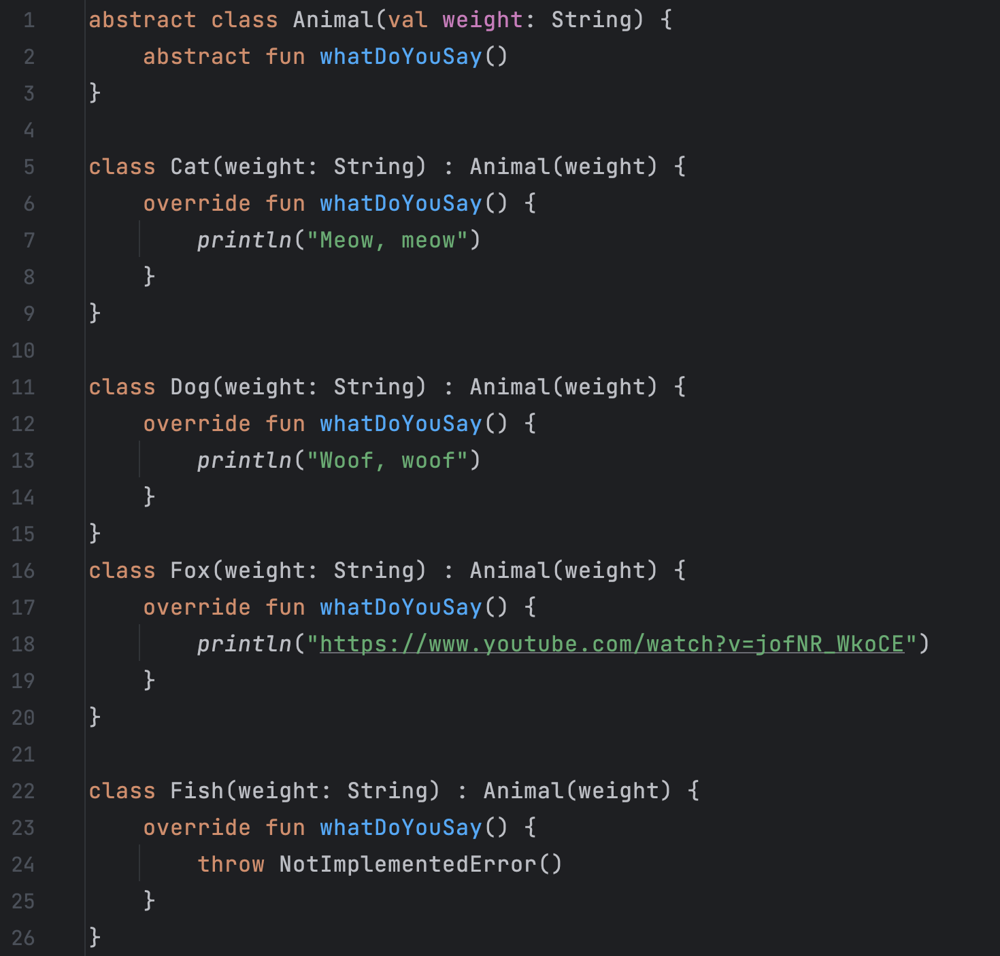 1 abstract class Animal(val weight: String) {
2     abstract fun whatDoYouSay()
3 }
4
5 class Cat(weight: String) : Animal(weight) {
6     override fun whatDoYouSay() {
7         println("Meow, meow")
8     }
9 }
10
11 class Dog(weight: String) : Animal(weight) {
12     override fun whatDoYouSay() {
13         println("Woof, woof")
14     }
15 }
16 class Fox(weight: String) : Animal(weight) {
17     override fun whatDoYouSay() {
18         println("https://www.youtube.com/watch?v=jofNR_WkoCE")
19     }
20 }
21
22 class Fish(weight: String) : Animal(weight) {
23     override fun whatDoYouSay() {
24         throw NotImplementedError()
25     }
26 }